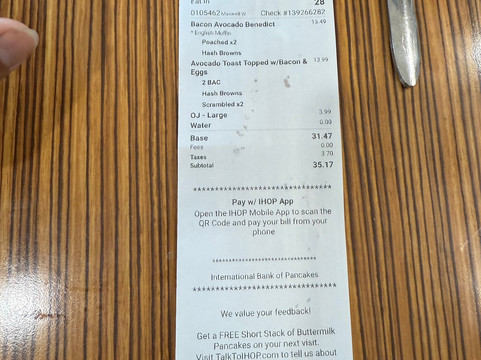 Eat In 28
0105462 Maxwell W Check #139266282
Bacon Avocado Benedict 13.49
* English Muffin
Poached x2
Hash Browns
Avocado Toast Topped w/Bacon & 13.99
Eggs
2 BAC
Hash Browns
Scrambled x2
OJ - Large 3.99
Water 0.00
Base 31.47
Fees 0.00
Taxes 3.70
Subtotal 35.17
********************************
Pay w/ IHOP App
Open the IHOP Mobile App to scan the
QR Code and pay your bill from your
phone
********************************
International Bank of Pancakes
********************************
We value your feedback!
Get a FREE Short Stack of Buttermilk
Pancakes on your next visit.
Visit TalkToIHOP.com to tell us about